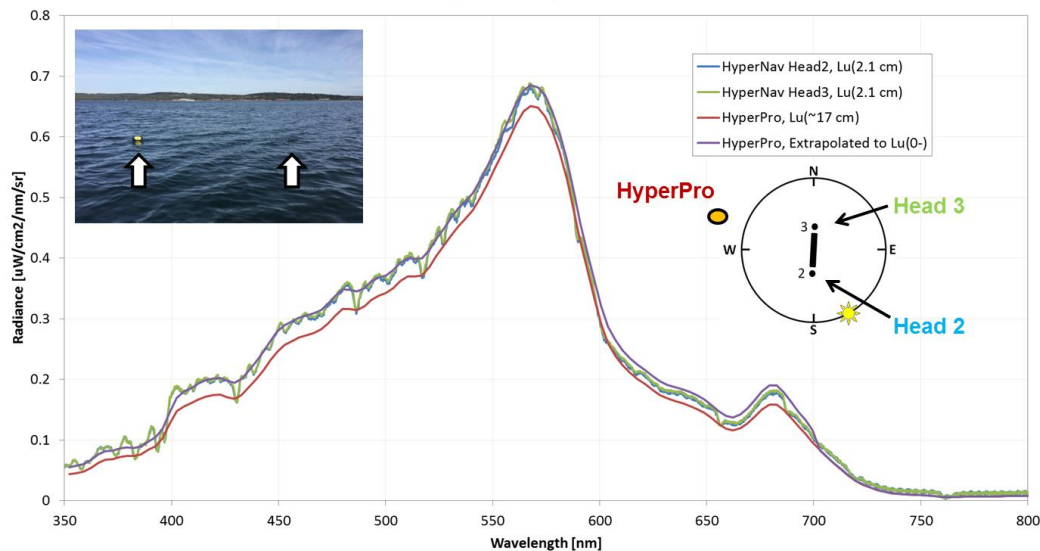 0.8
0.7
0.6
0.5
0.4
0.3
0.2
0.1
0
Radiance [uW/cm2/nm/sr]
350
400
450
500
550
600
650
700
750
800
Wavelength [nm]
HyperNav Head2, Lu(2.1 cm)
HyperNav Head3, Lu(2.1 cm)
HyperPro, Lu(~17 cm)
HyperPro, Extrapolated to Lu(0-)
HyperPro
N
W
E
S
3
2
Head 3
Head 2